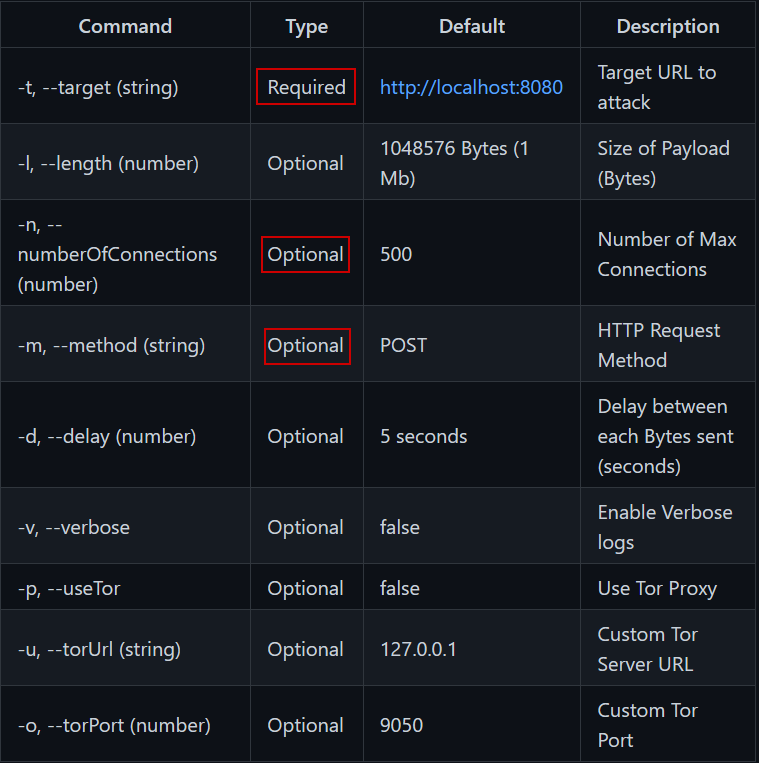 Command Type Default Description
-t, --target (string) Required http://localhost:8080 Target URL to
attack
-l, --length (number) Optional 1048576 Bytes (1
Mb) Size of Payload
(Bytes)
-n, --
numberOfConnections
(number) Optional 500 Number of Max
Connections
-m, --method (string) Optional POST HTTP Request
Method
-d, --delay (number) Optional 5 seconds Delay between
each Bytes sent
(seconds)
-v, --verbose Optional false Enable Verbose
logs
-p, --useTor Optional false Use Tor Proxy
-u, --torUrl (string) Optional 127.0.0.1 Custom Tor
Server URL
-o, --torPort (number) Optional 9050 Custom Tor
Port